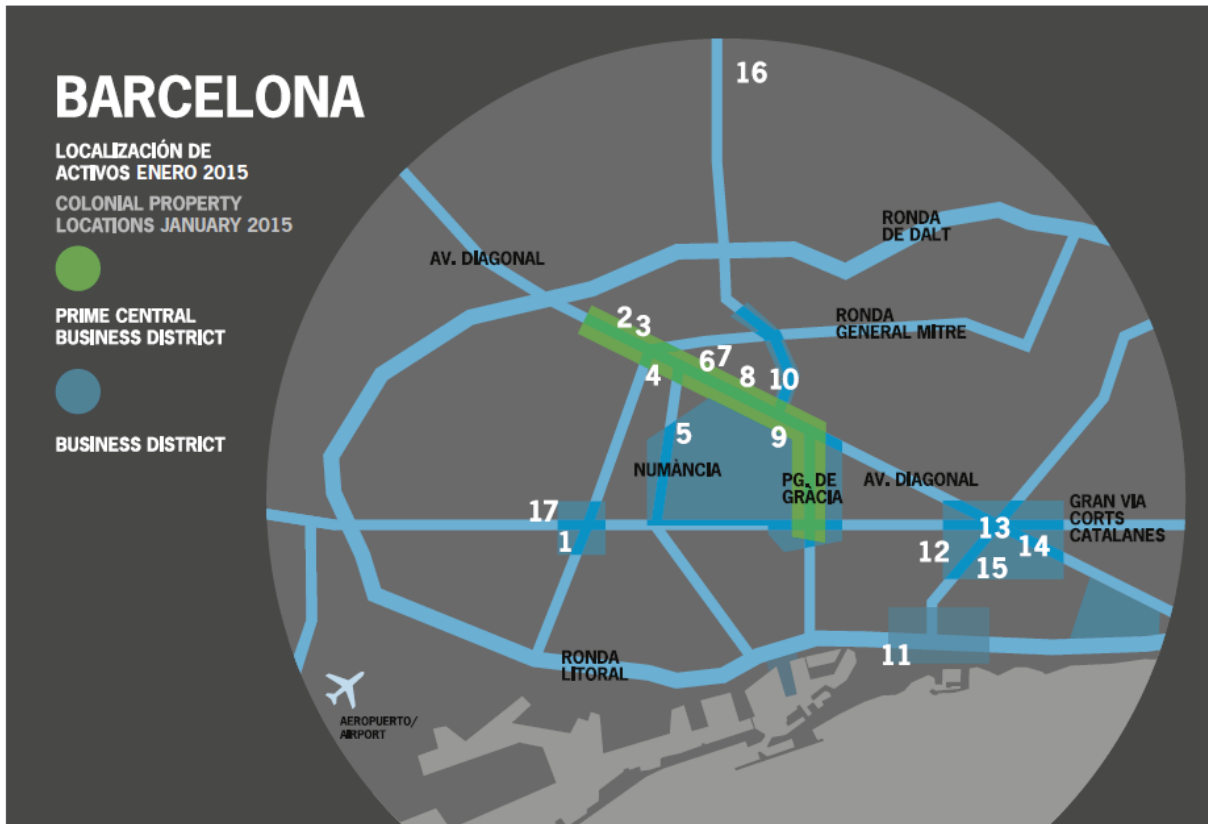 BARCELONA
LOCALIZACIÓN DE
ACTIVOS ENERO 2015
COLONIAL PROPERTY
LOCATIONS JANUARY 2015
PRIME CENTRAL
BUSINESS DISTRICT
BUSINESS DISTRICT
16
RONDA
DE DALT
AV. DIAGONAL
2
3
RONDA
GENERAL MITRE
4
6
7
8
10
5
9
NUMÀNCIA
PG. DE
GRÀCIA
AV. DIAGONAL
GRAN VIA
CORTS
CATALANES
17
1
13
12
14
15
11
RONDA
LITORAL
AEROPUERTO/
AIRPORT